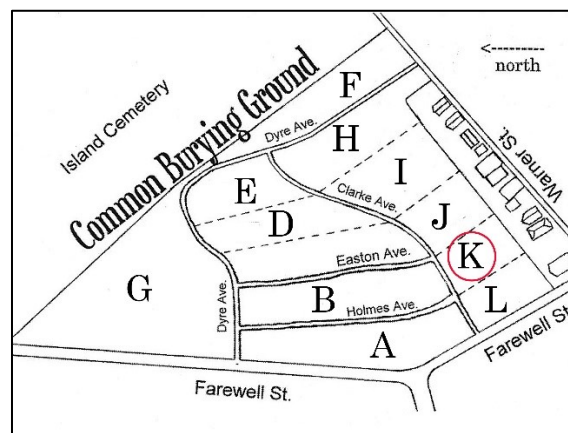 north
Island Cemetery
Common Burying Ground
Warner St.
F
Dyre Ave.
H
E
I
Clarke Ave.
D
J
Easton Ave.
K
G
B
Dyre Ave.
Holmes Ave.
L
A
Farewell St.
Farewell St.